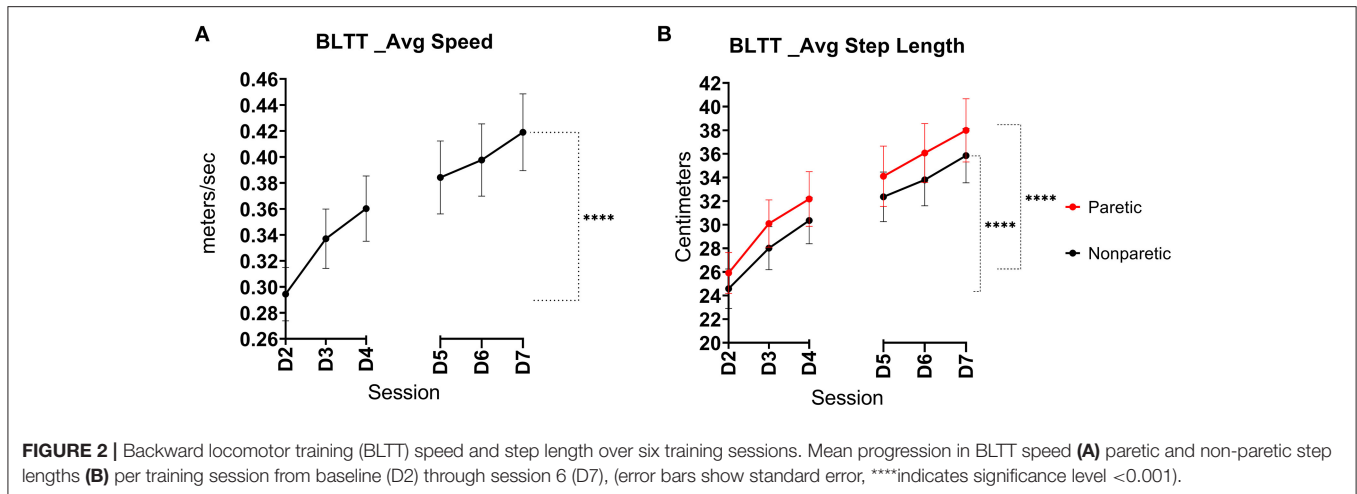 A
BLTT _Avg Speed
meters/sec
0.46
0.44
0.42
0.40
0.38
0.36
0.34
0.32
0.30
0.28
0.26
D2
D3
D4
D5
D6
D7
Session
****
B
BLTT _Avg Step Length
Centimeters
42
40
38
36
34
32
30
28
26
24
22
20
D2
D3
D4
D5
D6
D7
Session
****
****
Paretic
Nonparetic
FIGURE 2 | Backward locomotor training (BLTT) speed and step length over six training sessions. Mean progression in BLTT speed (A) paretic and non-paretic step
lengths (B) per training session from baseline (D2) through session 6 (D7), (error bars show standard error, ****indicates significance level <0.001).